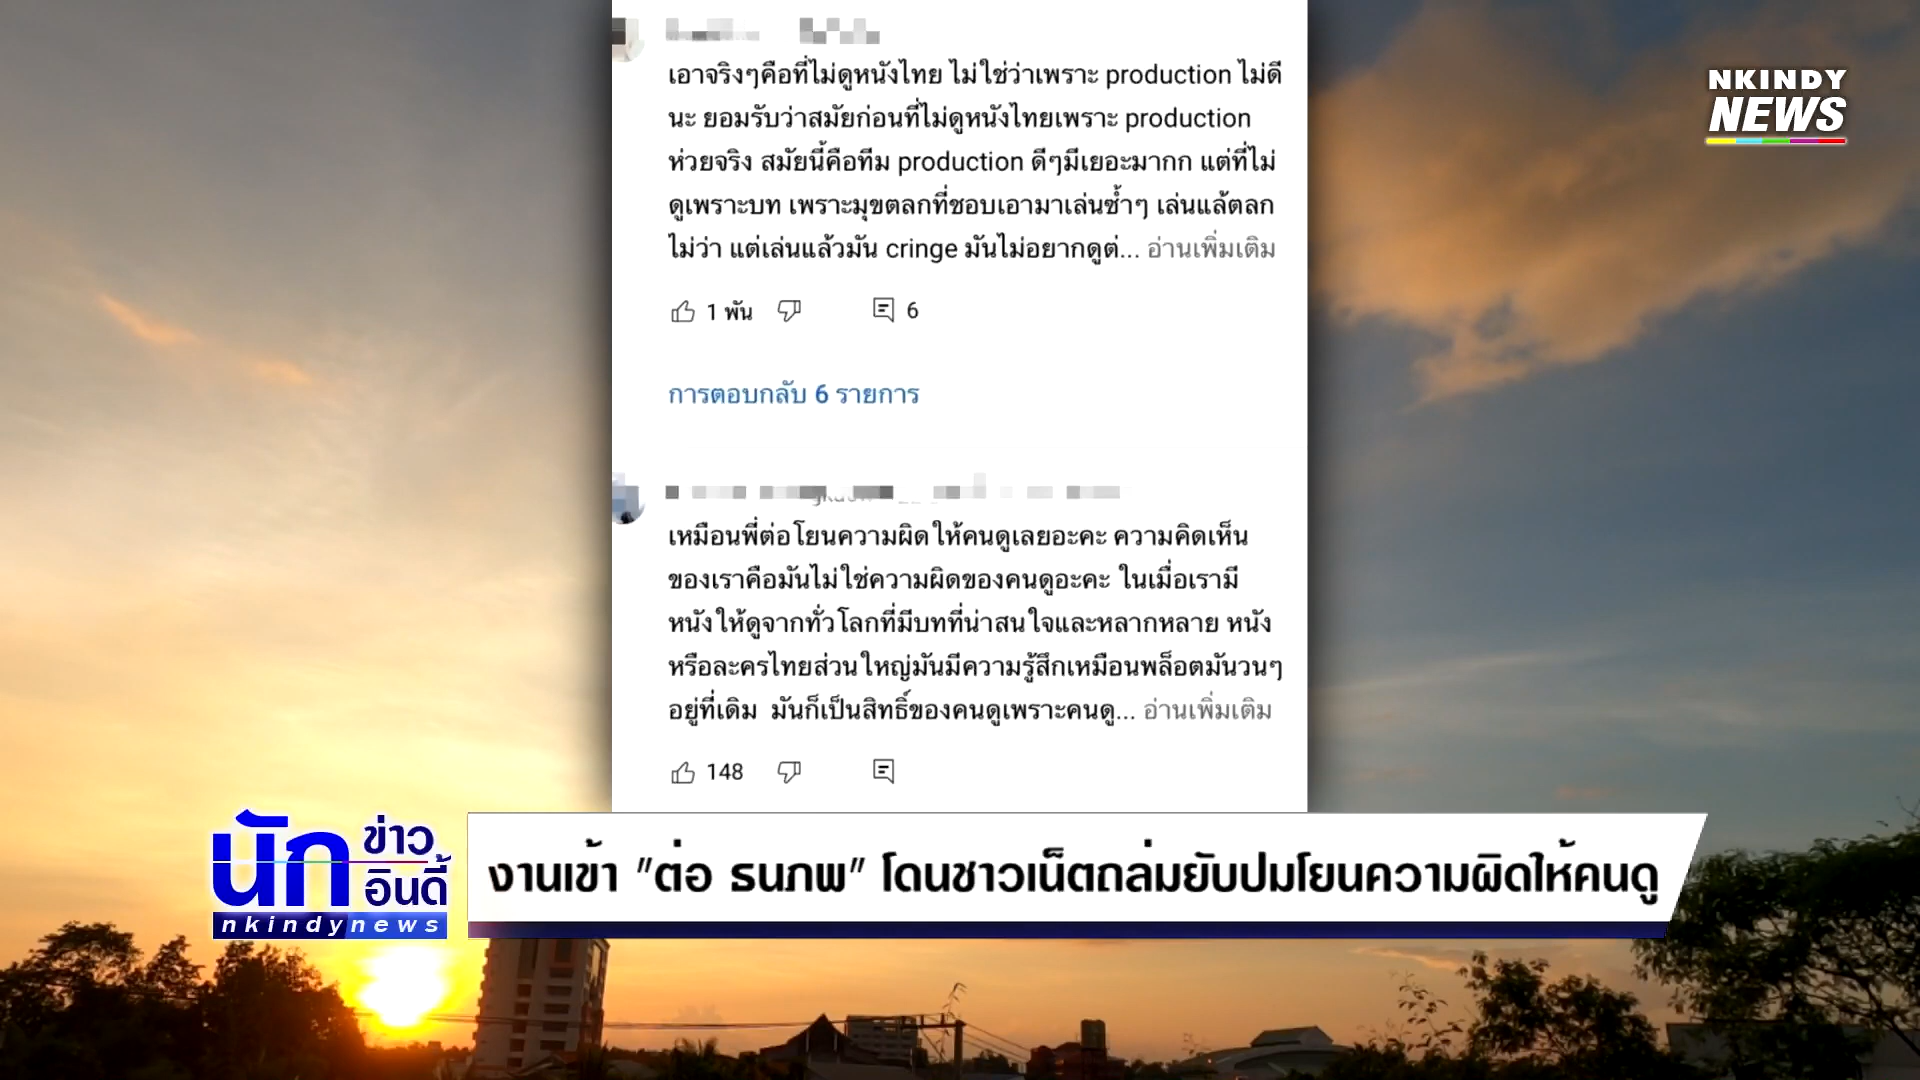 เอาจริงๆคือที่ไม่ดูหนังไทย ไม่ใช่ว่าเพราะ production ไม่ดี
นะ ยอมรับว่าสมัยก่อนที่ไม่ดูหนังไทยเพราะ production
ห่วยจริง สมัยนี้คือทีม production ดีๆมีเยอะมากก แต่ที่ไม่
ดูเพราะบท เพราะมุขตลกที่ชอบเอามาเล่นซ้ำๆ เล่นแล้ตลก
ไม่ว่า แต่เล่นแล้วมัน cringe มันไม่อยากดูต่... อ่านเพิ่มเติม
1 พัน 6
การตอบกลับ 6 รายการ
เหมือนพี่ต่อโยนความผิดให้คนดูเลยอะคะ ความคิดเห็น
ของเราคือมันไม่ใช่ความผิดของคนดูอะคะ ในเมื่อเรามี
หนังให้ดูจากทั่วโลกที่มีบทที่น่าสนใจและหลากหลาย หนัง
หรือละครไทยส่วนใหญ่มันมีความรู้สึกเหมือนพล็อตมันวนๆ
อยู่ที่เดิม มันก็เป็นสิทธิ์ของคนดูเพราะคนดู... อ่านเพิ่มเติม
148
NKINDY
NEWS
นักข่าวอินดี้
nkindynews
งานเข้า "ต่อ ธนภพ" โดนชาวเน็ตถล่มยับปมโยนความผิดให้คนดู